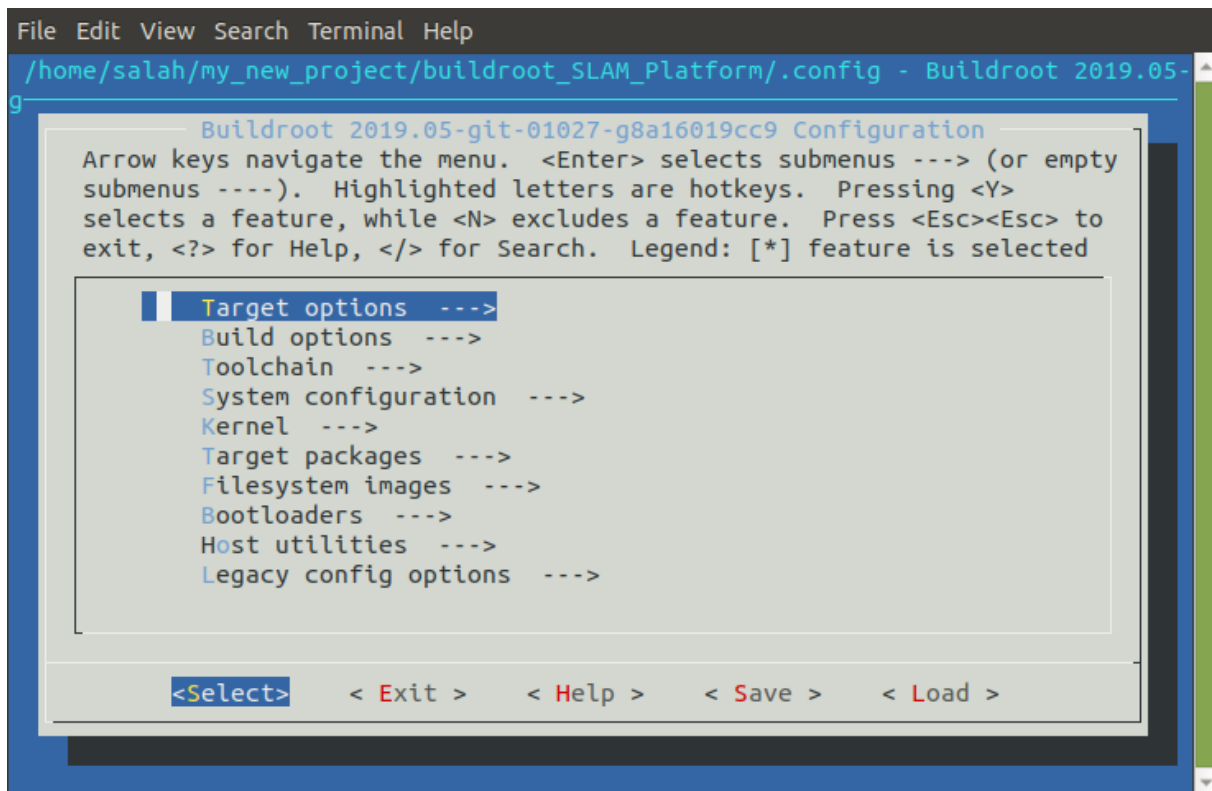 File Edit View Search Terminal Help
/home/salah/my_new_project/buildroot_SLAM_Platform/.config - Buildroot 2019.05-
g
Buildroot 2019.05-git-01027-g8a16019cc9 Configuration
Arrow keys navigate the menu.  <Enter> selects submenus ---> (or empty
submenus ----).  Highlighted letters are hotkeys.  Pressing <Y>
selects a feature, while <N> excludes a feature.  Press <Esc><Esc> to
exit, <?> for Help, </> for Search.  Legend: [*] feature is selected
Target options  --->
Build options  --->
Toolchain  --->
System configuration  --->
Kernel  --->
Target packages  --->
Filesystem images  --->
Bootloaders  --->
Host utilities  --->
Legacy config options  --->
<Select>    < Exit >    < Help >    < Save >    < Load >